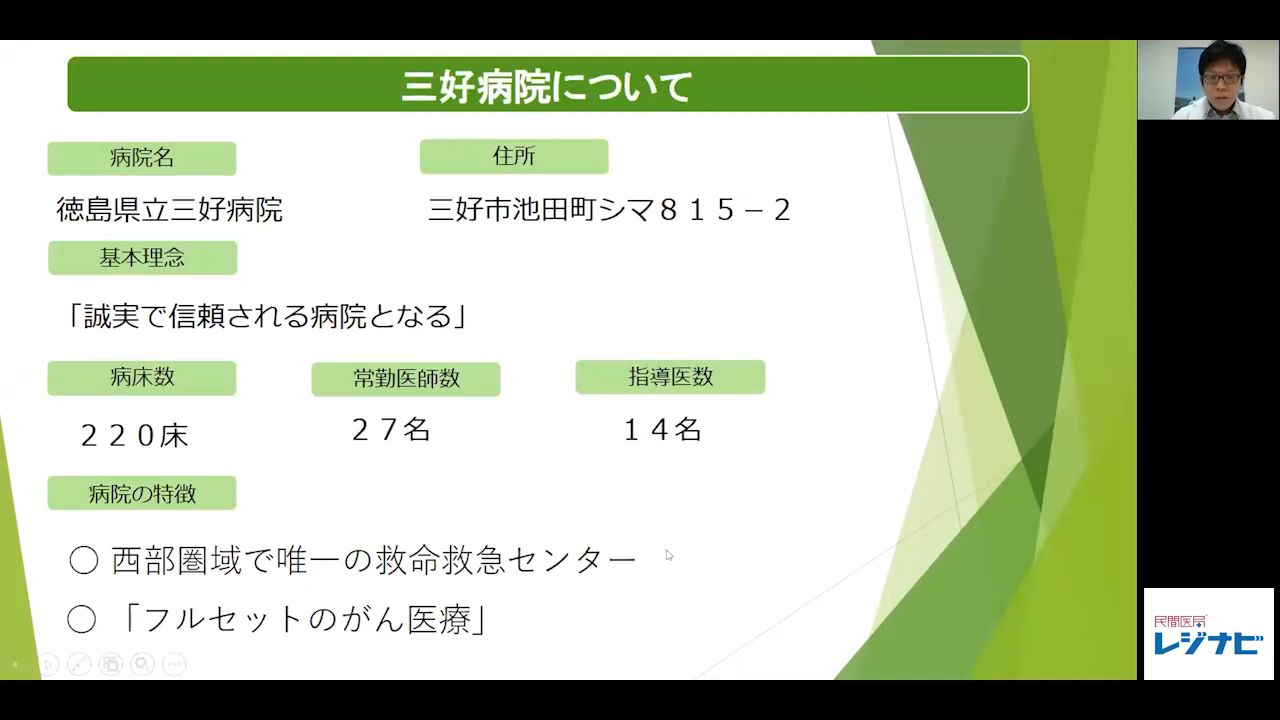 三好病院について
病院名
住所
徳島県立三好病院
三好市池田町シマ８１５－２
基本理念
「誠実で信頼される病院となる」
病床数
常勤医師数
指導医数
２２０床
２７名
１４名
病院の特徴
○ 西部圏域で唯一の救命救急センター
○ 「フルセットのがん医療」
民間医局
レジナビ